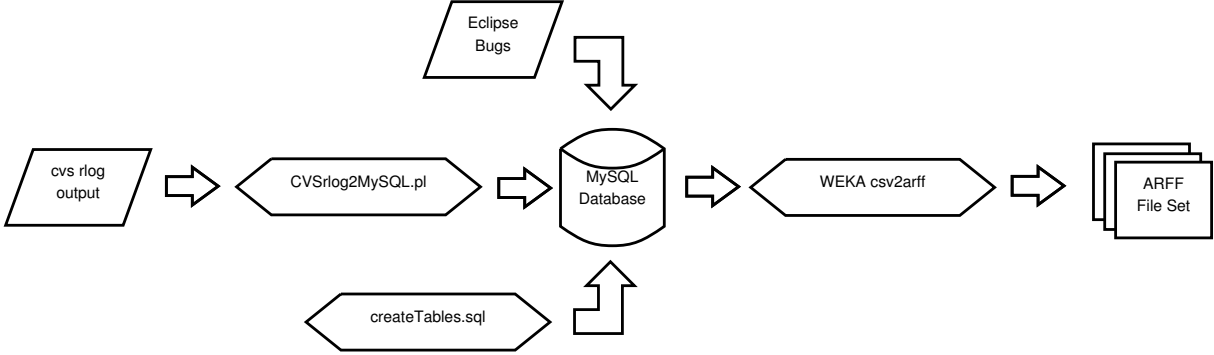 Eclipse
Bugs
cvs rlog
output
CVSrlog2MySQL.pl
MySQL
Database
WEKA csv2arff
ARFF
File Set
createTables.sql